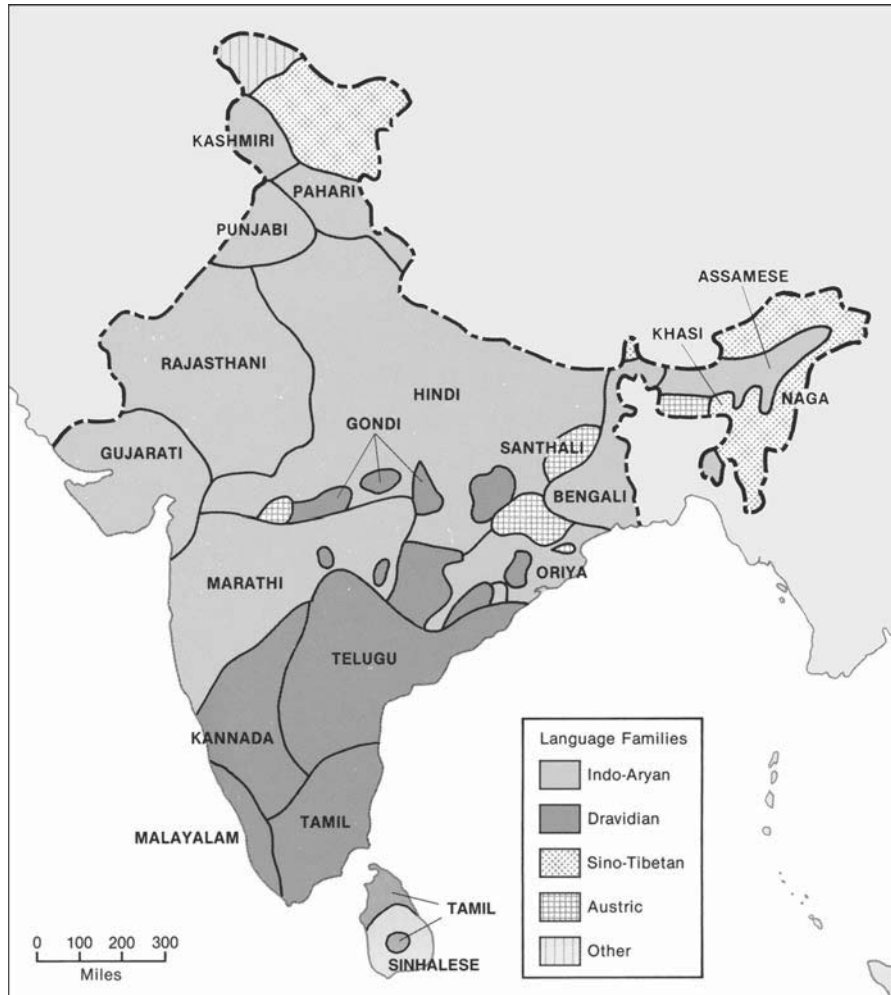 KASHMIRI
PAHARI
PUNJABI
ASSAMESE
KHASI
RAJASTHANI
HINDI
NAGA
GONDI
GUJARATI
SANTHALI
BENGALI
MARATHI
ORIYA
TELUGU
KANNADA
MALAYALAM
TAMIL
TAMIL
SINHALESE
0 100 200 300
Miles
Language Families
Indo-Aryan
Dravidian
Sino-Tibetan
Austric
Other